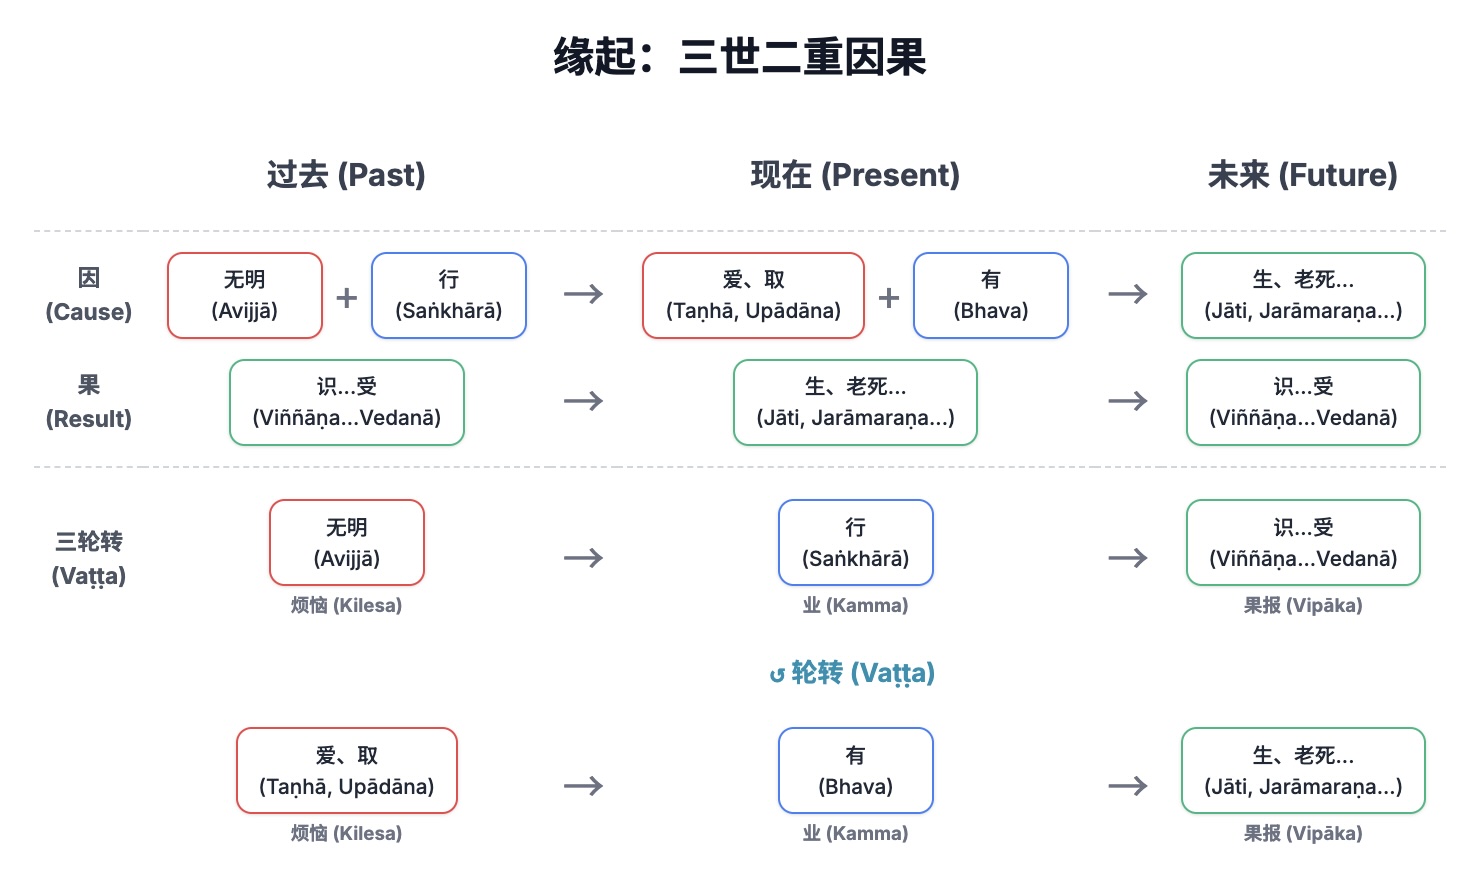 缘起：三世二重因果
过去 (Past)
现在 (Present)
未来 (Future)
因
(Cause)
无明
(Avijjā)
+
行
(Saṅkhārā)
→
爱、取
(Taṇhā, Upādāna)
+
有
(Bhava)
→
生、老死...
(Jāti, Jarāmaraṇa...)
果
(Result)
识...受
(Viññāṇa...Vedanā)
→
生、老死...
(Jāti, Jarāmaraṇa...)
→
识...受
(Viññāṇa...Vedanā)
三轮转
(Vaṭṭa)
无明
(Avijjā)
烦恼 (Kilesa)
→
行
(Saṅkhārā)
业 (Kamma)
→
识...受
(Viññāṇa...Vedanā)
果报 (Vipāka)
↺ 轮转 (Vaṭṭa)
爱、取
(Taṇhā, Upādāna)
烦恼 (Kilesa)
→
有
(Bhava)
业 (Kamma)
→
生、老死...
(Jāti, Jarāmaraṇa...)
果报 (Vipāka)